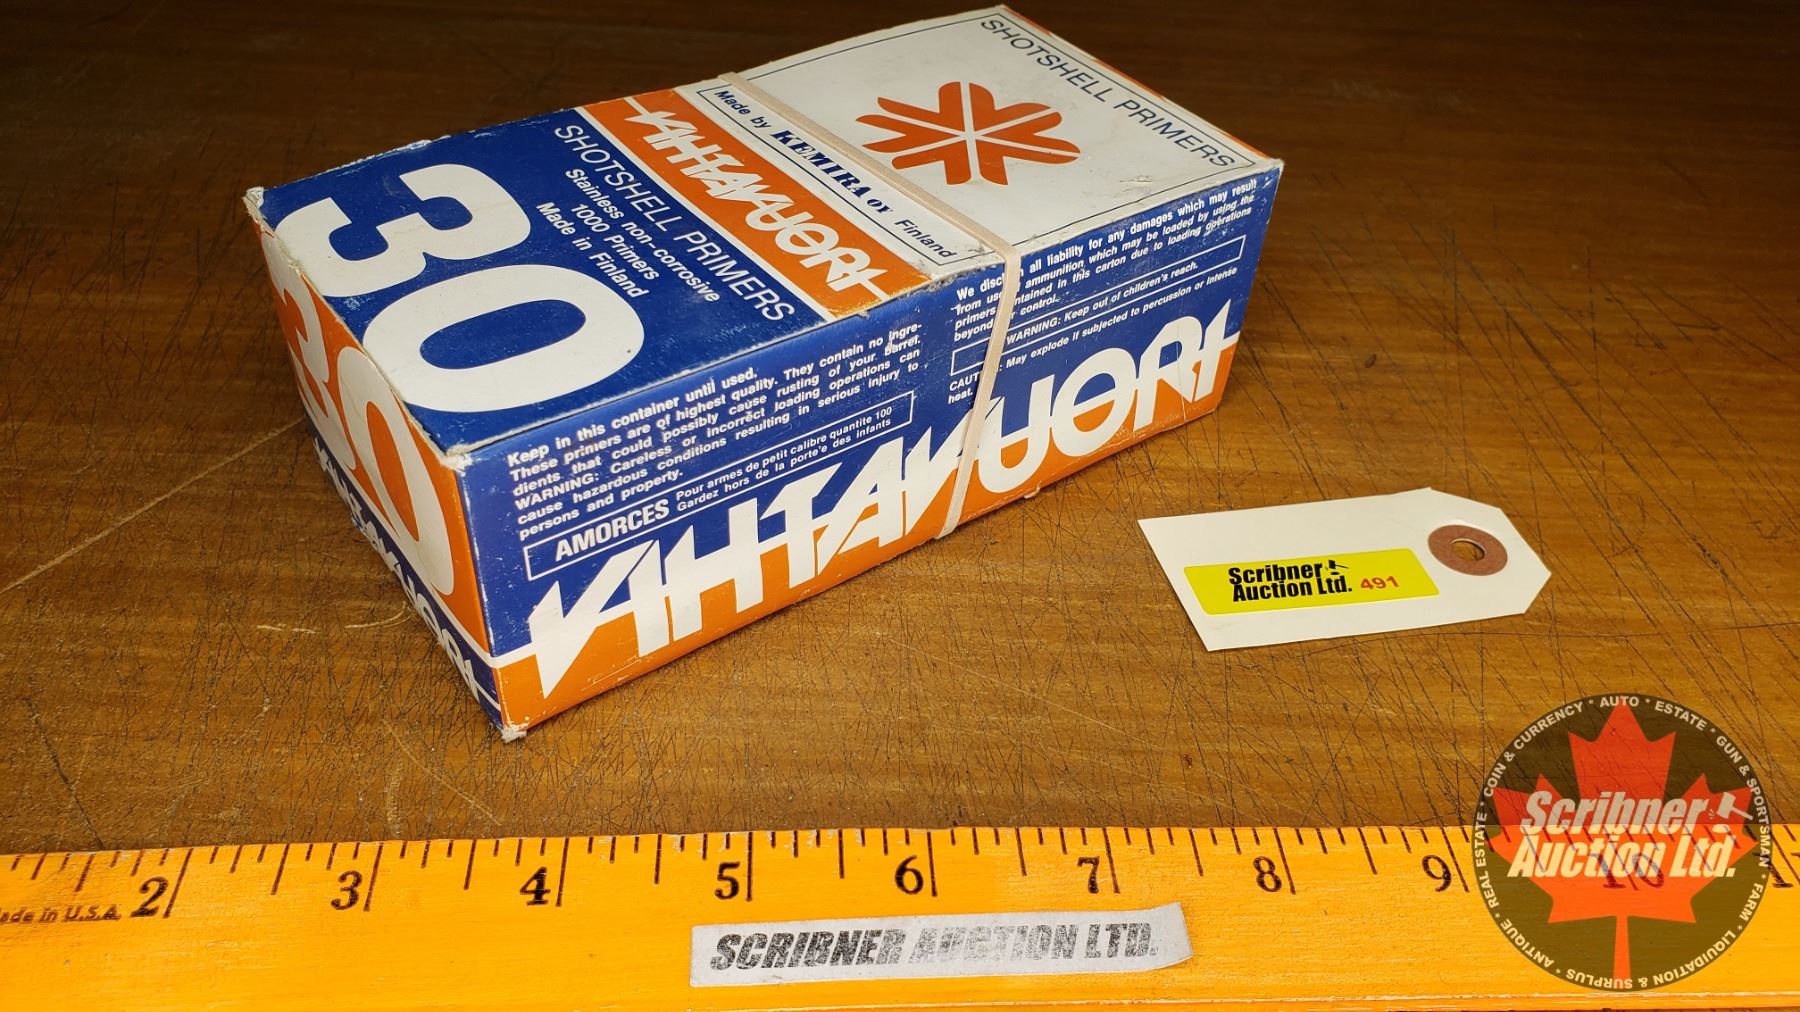 SHOTSHELL PRIMERS
Made by KEMIRA OY Finland
VIHTAVUORI
SHOTSHELL PRIMERS
Stainless non-corrosive
1000 Primers
Made in Finland
30
30
VIHTAVUORI
Keep in this container until used.
These primers are of highest quality. They contain no ingre-
dients that could possibly cause rusting of your barrel.
WARNING: Careless or incorrect loading operations can
cause hazardous conditions resulting in serious injury to
persons and property.
AMORCES
Pour armes de petit calibre quantite 100
Gardez hors de la porte'e des infants
We all liability for any damages which may result
from ammunition which may be loaded by using the
primers in this carton due to loading operations
beyond control.
WARNING: Keep out of children's reach.
May explode if subjected to percussion or intense
heat.
VIHTAVUORI
Scribner
Auction Ltd. 491
2 3 4 5 6 7 8 9 10
Made in U.S.A.
SCRIBNER AUCTION LTD.
Scribner
Auction Ltd.
* REAL ESTATE * COIN & CURRENCY * AUTO * ESTATE * GUN & SPORTSMAN * FARM * LIQUIDATION & SURPLUS * ANTIQUE